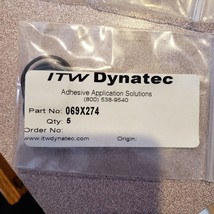 ITW Dynatec
Adhesive Application Solutions
(800) 538-9540
Part No: 069X274
Qty: 5
Order No:
www.itwdynatec.com Origin: